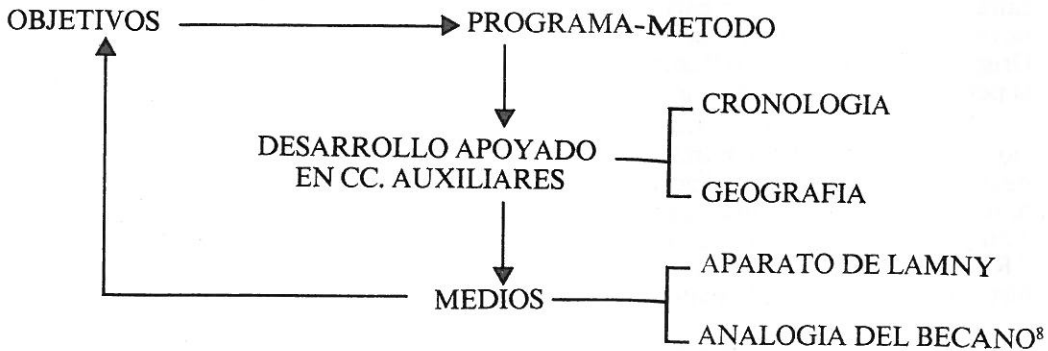 OBJETIVOS
PROGRAMA-METODO
DESARROLLO APOYADO
EN CC. AUXILIARES
CRONOLOGIA
GEOGRAFIA
MEDIOS
APARATO DE LAMNY
ANALOGIA DEL BECANO⁸